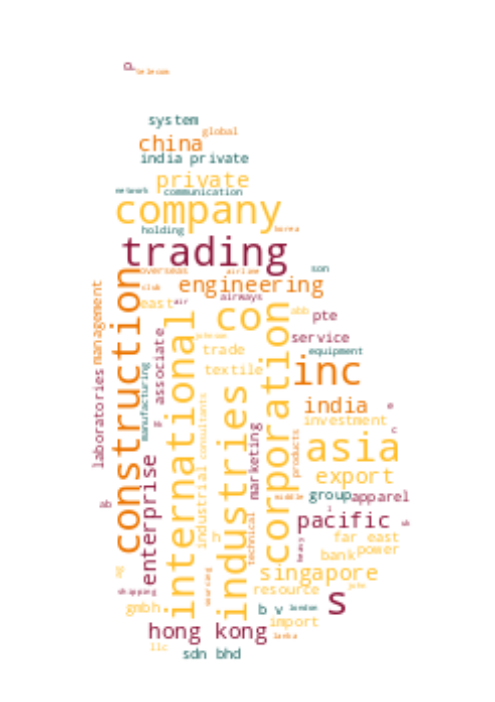 a
telecom
system
global
china
india private
private
network
communication
company
holding
korea
trading
overseas
airline
son
club
engineering
management
east
air
airways
co
abb
pte
construction
international
corporation
associate
service
trade
equipment
textile
inc
manufacturing
laboratories
industries
consultants
india
e
investment
marketing
products
c
asia
enterprise
industrial
export
middle
group
apparel
ab
technical
pacific
h
heavy
far east
bank
power
singapore
sourcing
shipping
resource
john
s
gmbh
b v
london
import
hong kong
lanka
llc
sdn bhd